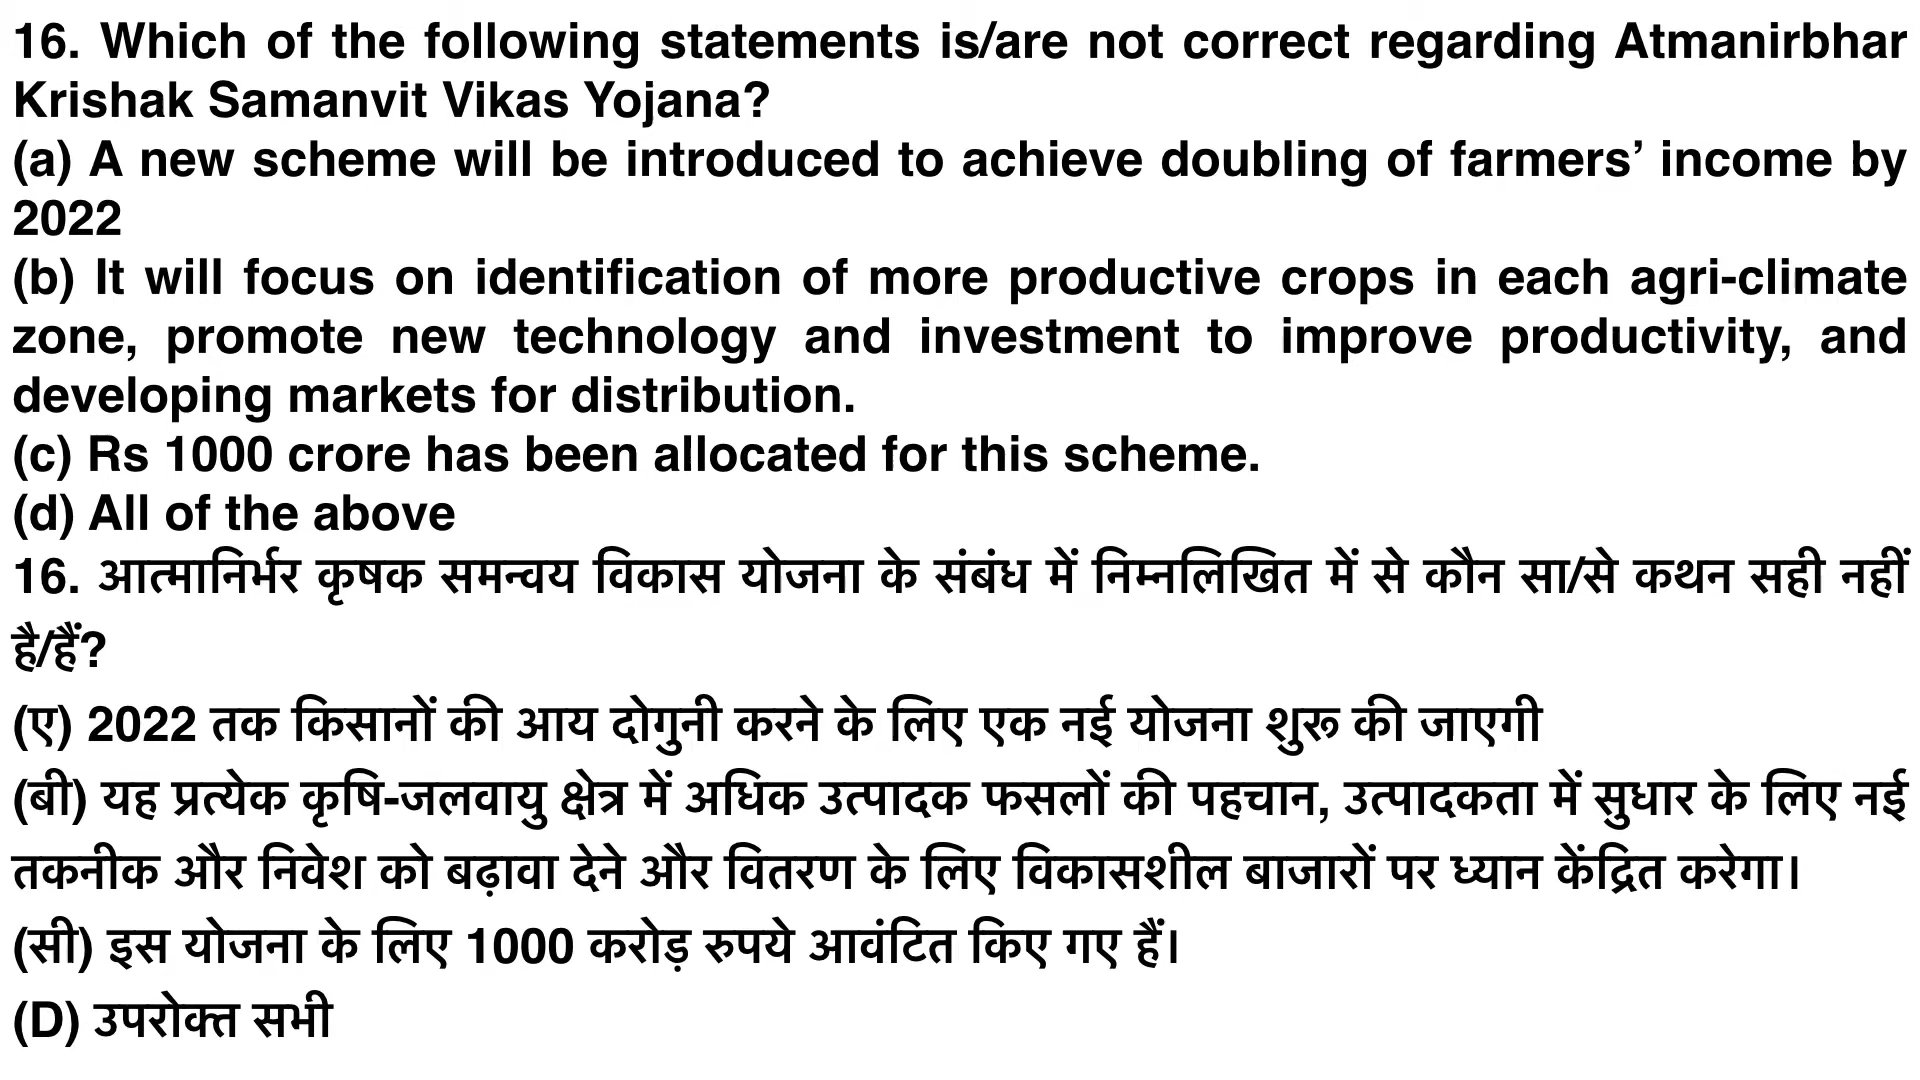 16. Which of the following statements is/are not correct regarding Atmanirbhar
Krishak Samanvit Vikas Yojana?
(a) A new scheme will be introduced to achieve doubling of farmers’ income by
2022
(b) It will focus on identification of more productive crops in each agri-climate
zone, promote new technology and investment to improve productivity, and
developing markets for distribution.
(c) Rs 1000 crore has been allocated for this scheme.
(d) All of the above
16. आत्मानिर्भर कृषक समन्वय विकास योजना के संबंध में निम्नलिखित में से कौन सा/से कथन सही नहीं
है/हैं?
(ए) 2022 तक किसानों की आय दोगुनी करने के लिए एक नई योजना शुरू की जाएगी
(बी) यह प्रत्येक कृषि-जलवायु क्षेत्र में अधिक उत्पादक फसलों की पहचान, उत्पादकता में सुधार के लिए नई
तकनीक और निवेश को बढ़ावा देने और वितरण के लिए विकासशील बाजारों पर ध्यान केंद्रित करेगा।
(सी) इस योजना के लिए 1000 करोड़ रुपये आवंटित किए गए हैं।
(D) उपरोक्त सभी